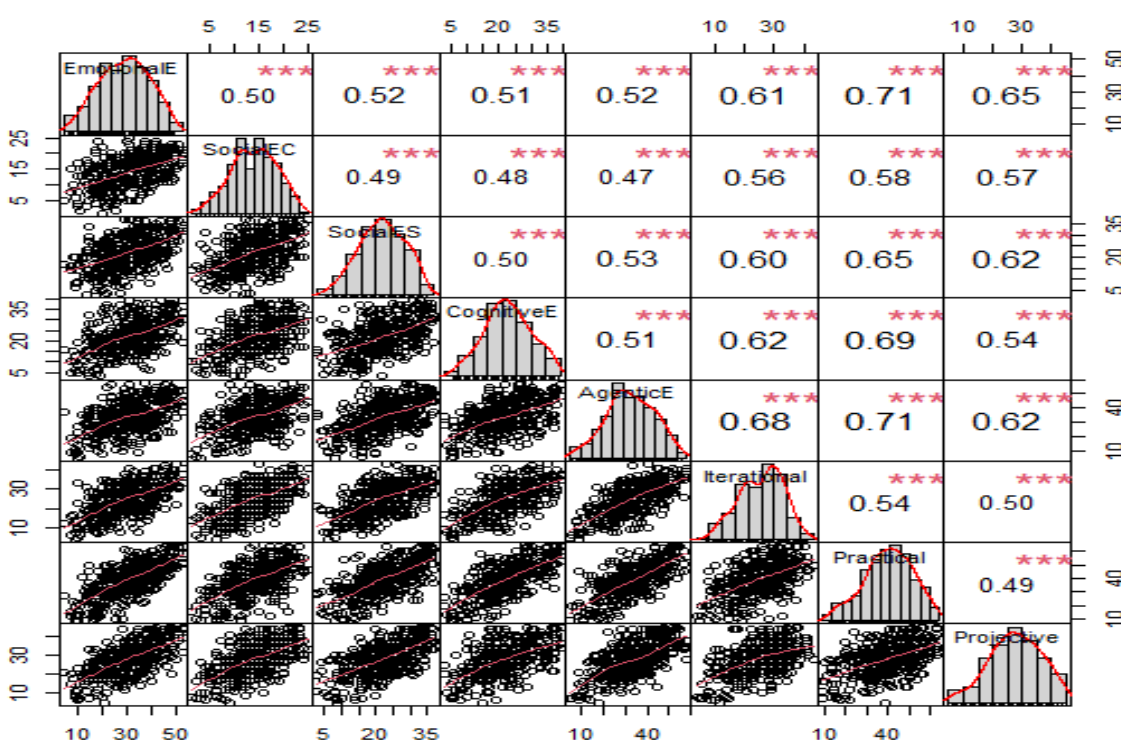 5 15 25 5 20 35 10 30 10 30
EmotionalE *** *** *** *** *** *** *** 50
0.50 0.52 0.51 0.52 0.61 0.71 0.65 30
10
25 SocialEC *** *** *** *** *** ***
15 0.49 0.48 0.47 0.56 0.58 0.57
5
SocialES *** *** *** *** *** 35
0.50 0.53 0.60 0.65 0.62 20
5
35 CognitiveE *** *** *** ***
20 0.51 0.62 0.69 0.54
5
AgenticE *** *** *** 40
0.68 0.71 0.62
10
Iterational *** ***
30 0.54 0.50
10
Practical ***
0.49 40
10
Projective
30
10
10 30 50 5 20 35 10 40 10 40